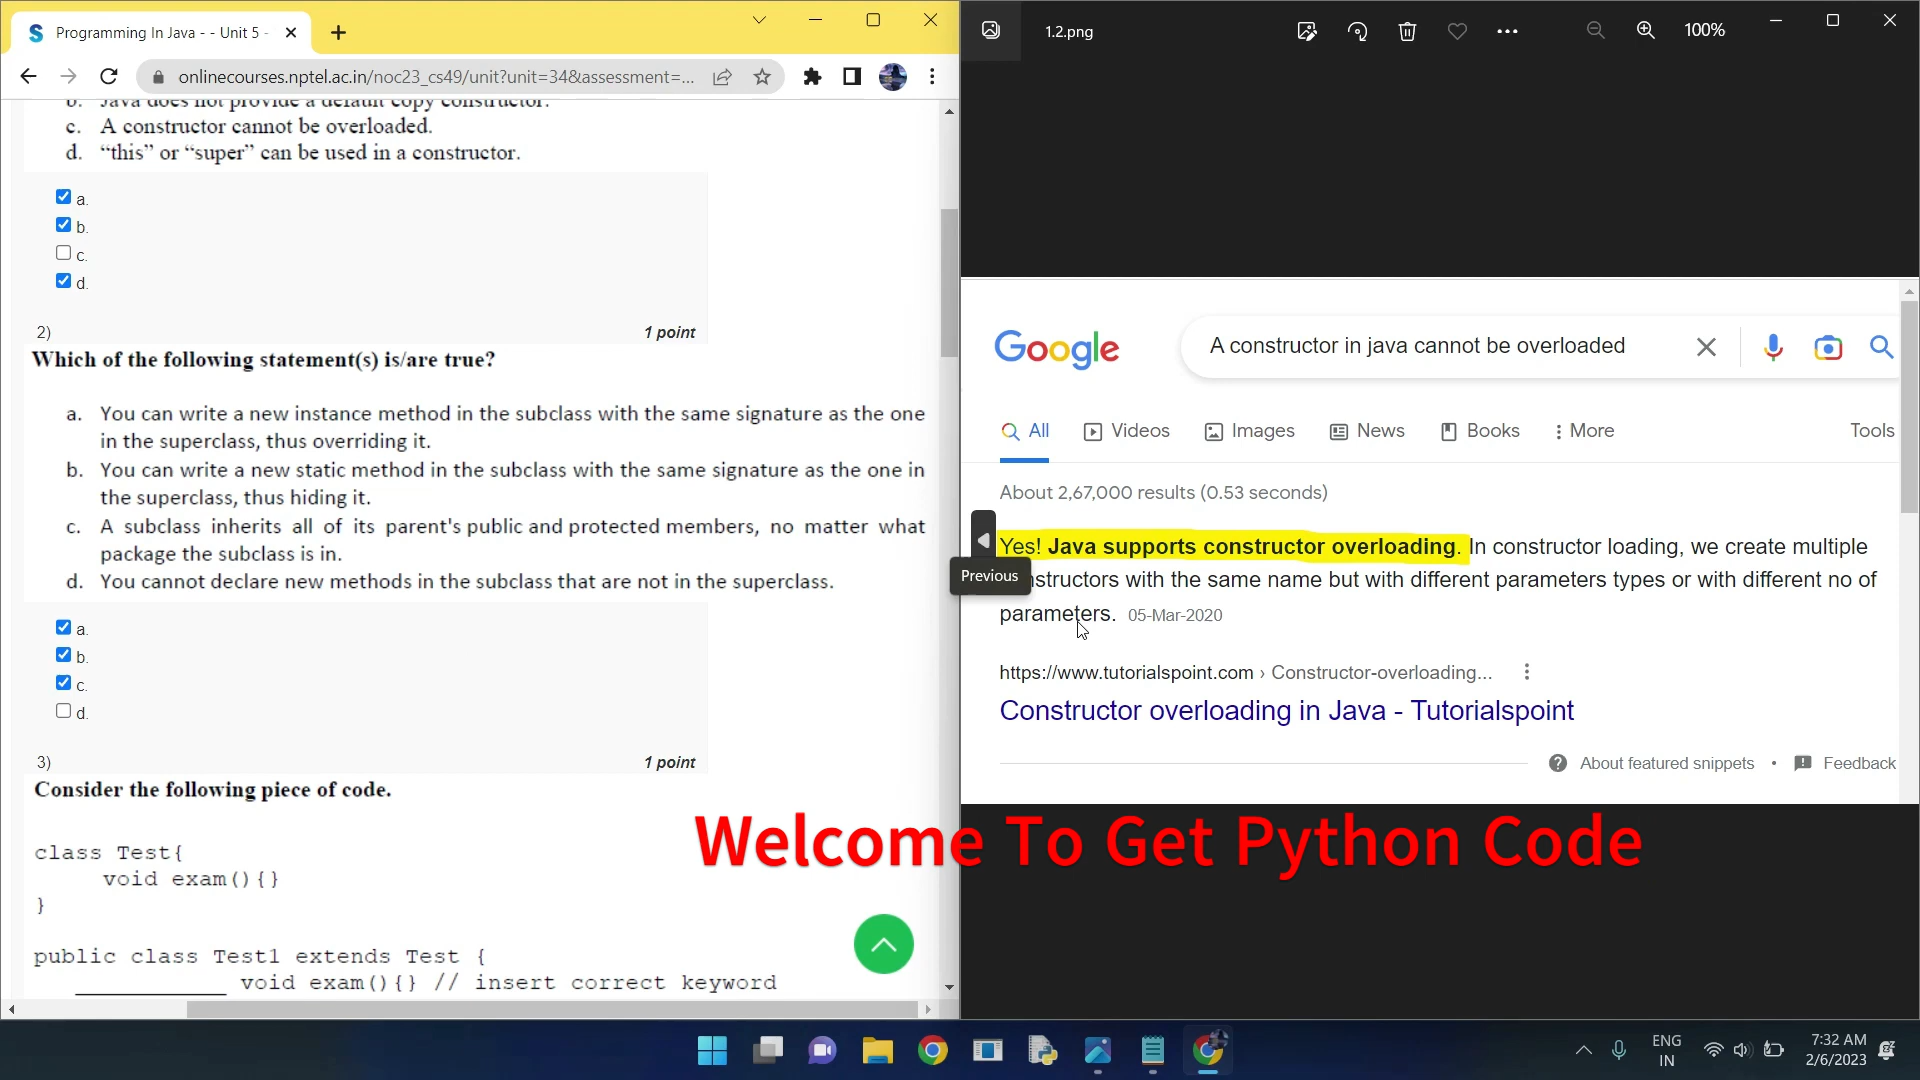 Programming In Java - - Unit 5 -
onlinecourses.nptel.ac.in/noc23_cs49/unit?unit=34&assessment=...
b. Java does not provide a default copy constructor.
c. A constructor cannot be overloaded.
d. “this” or “super” can be used in a constructor.
a.
b.
c.
d.
2)
1 point
Which of the following statement(s) is/are true?
a. You can write a new instance method in the subclass with the same signature as the one
in the superclass, thus overriding it.
b. You can write a new static method in the subclass with the same signature as the one in
the superclass, thus hiding it.
c. A subclass inherits all of its parent's public and protected members, no matter what
package the subclass is in.
d. You cannot declare new methods in the subclass that are not in the superclass.
a.
b.
c.
d.
3)
1 point
Consider the following piece of code.
class Test{
void exam(){}
}
public class Test1 extends Test {
____________ void exam(){} // insert correct keyword
1.2.png
100%
Google
A constructor in java cannot be overloaded
All
Videos
Images
News
Books
More
Tools
About 2,67,000 results (0.53 seconds)
Yes! Java supports constructor overloading. In constructor loading, we create multiple
nstructors with the same name but with different parameters types or with different no of
parameters. 05-Mar-2020
Previous
https://www.tutorialspoint.com › Constructor-overloading...
Constructor overloading in Java - Tutorialspoint
About featured snippets • Feedback
Welcome To Get Python Code
ENG
IN
7:32 AM
2/6/2023